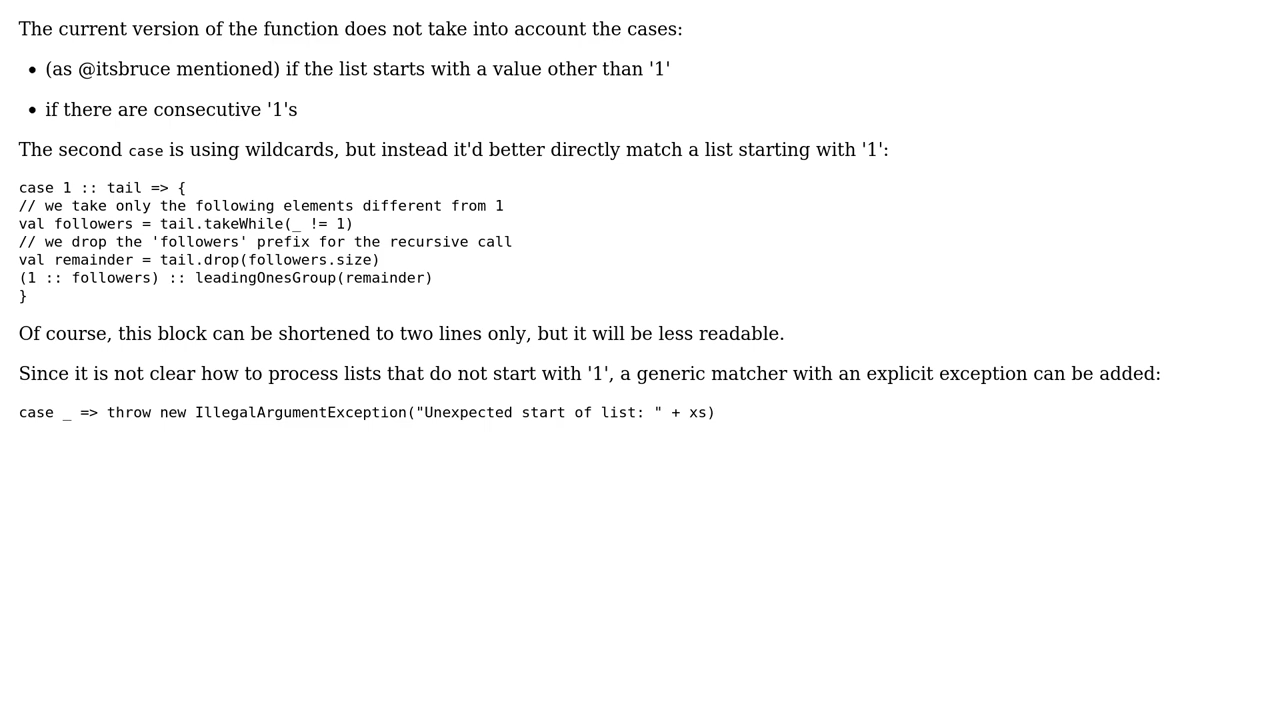 The current version of the function does not take into account the cases:
• (as @itsbruce mentioned) if the list starts with a value other than '1'
• if there are consecutive '1's
The second case is using wildcards, but instead it'd better directly match a list starting with '1':
case 1 :: tail => {
// we take only the following elements different from 1
val followers = tail.takeWhile(_ != 1)
// we drop the 'followers' prefix for the recursive call
val remainder = tail.drop(followers.size)
(1 :: followers) :: leadingOnesGroup(remainder)
}
Of course, this block can be shortened to two lines only, but it will be less readable.
Since it is not clear how to process lists that do not start with '1', a generic matcher with an explicit exception can be added:
case _ => throw new IllegalArgumentException("Unexpected start of list: " + xs)